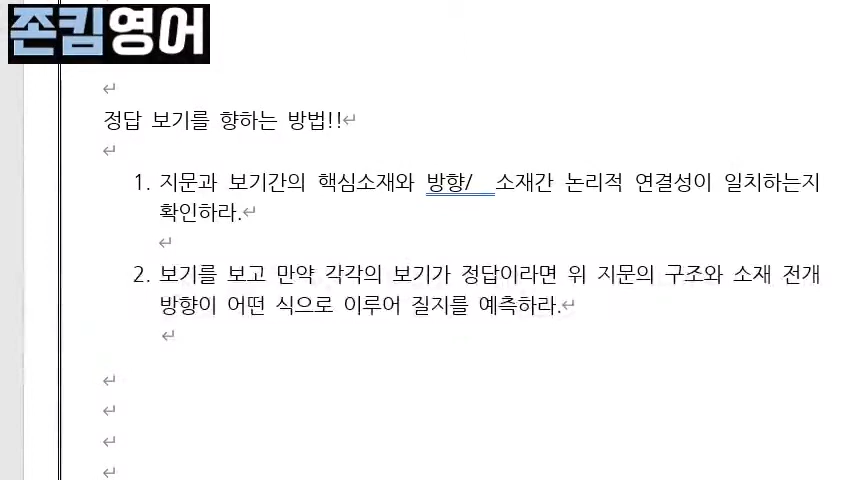 존킴영어
정답 보기를 향하는 방법!!
1. 지문과 보기간의 핵심소재와 방향/ 소재간 논리적 연결성이 일치하는지
확인하라.
2. 보기를 보고 만약 각각의 보기가 정답이라면 위 지문의 구조와 소재 전개
방향이 어떤 식으로 이루어 질지를 예측하라.